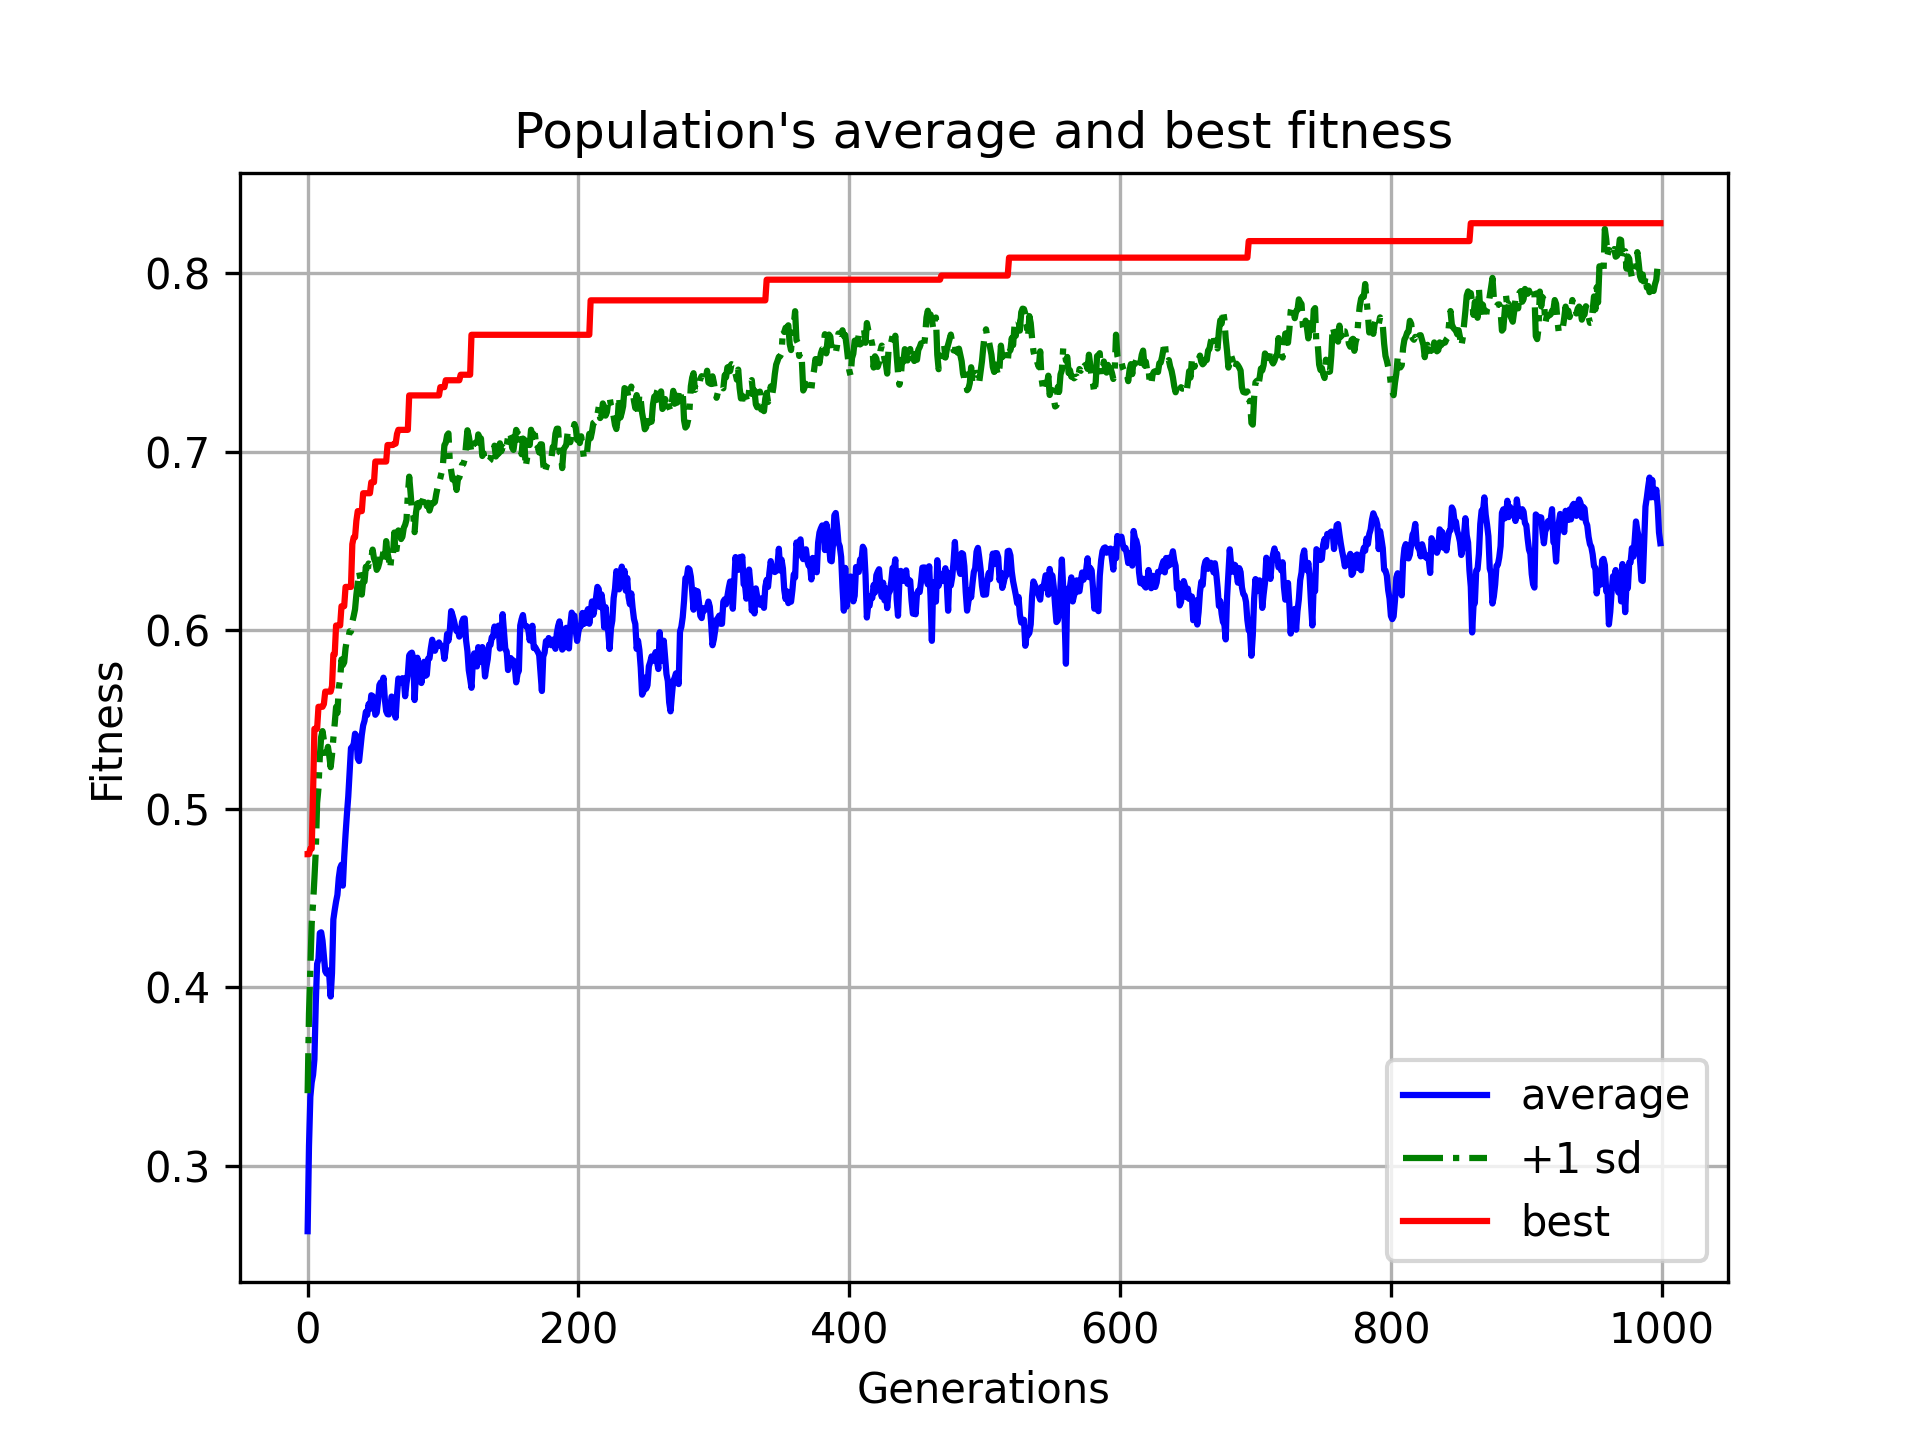 Population's average and best fitness
Fitness
0.8
0.7
0.6
0.5
0.4
0.3
0
200
400
600
800
1000
Generations
average
+1 sd
best